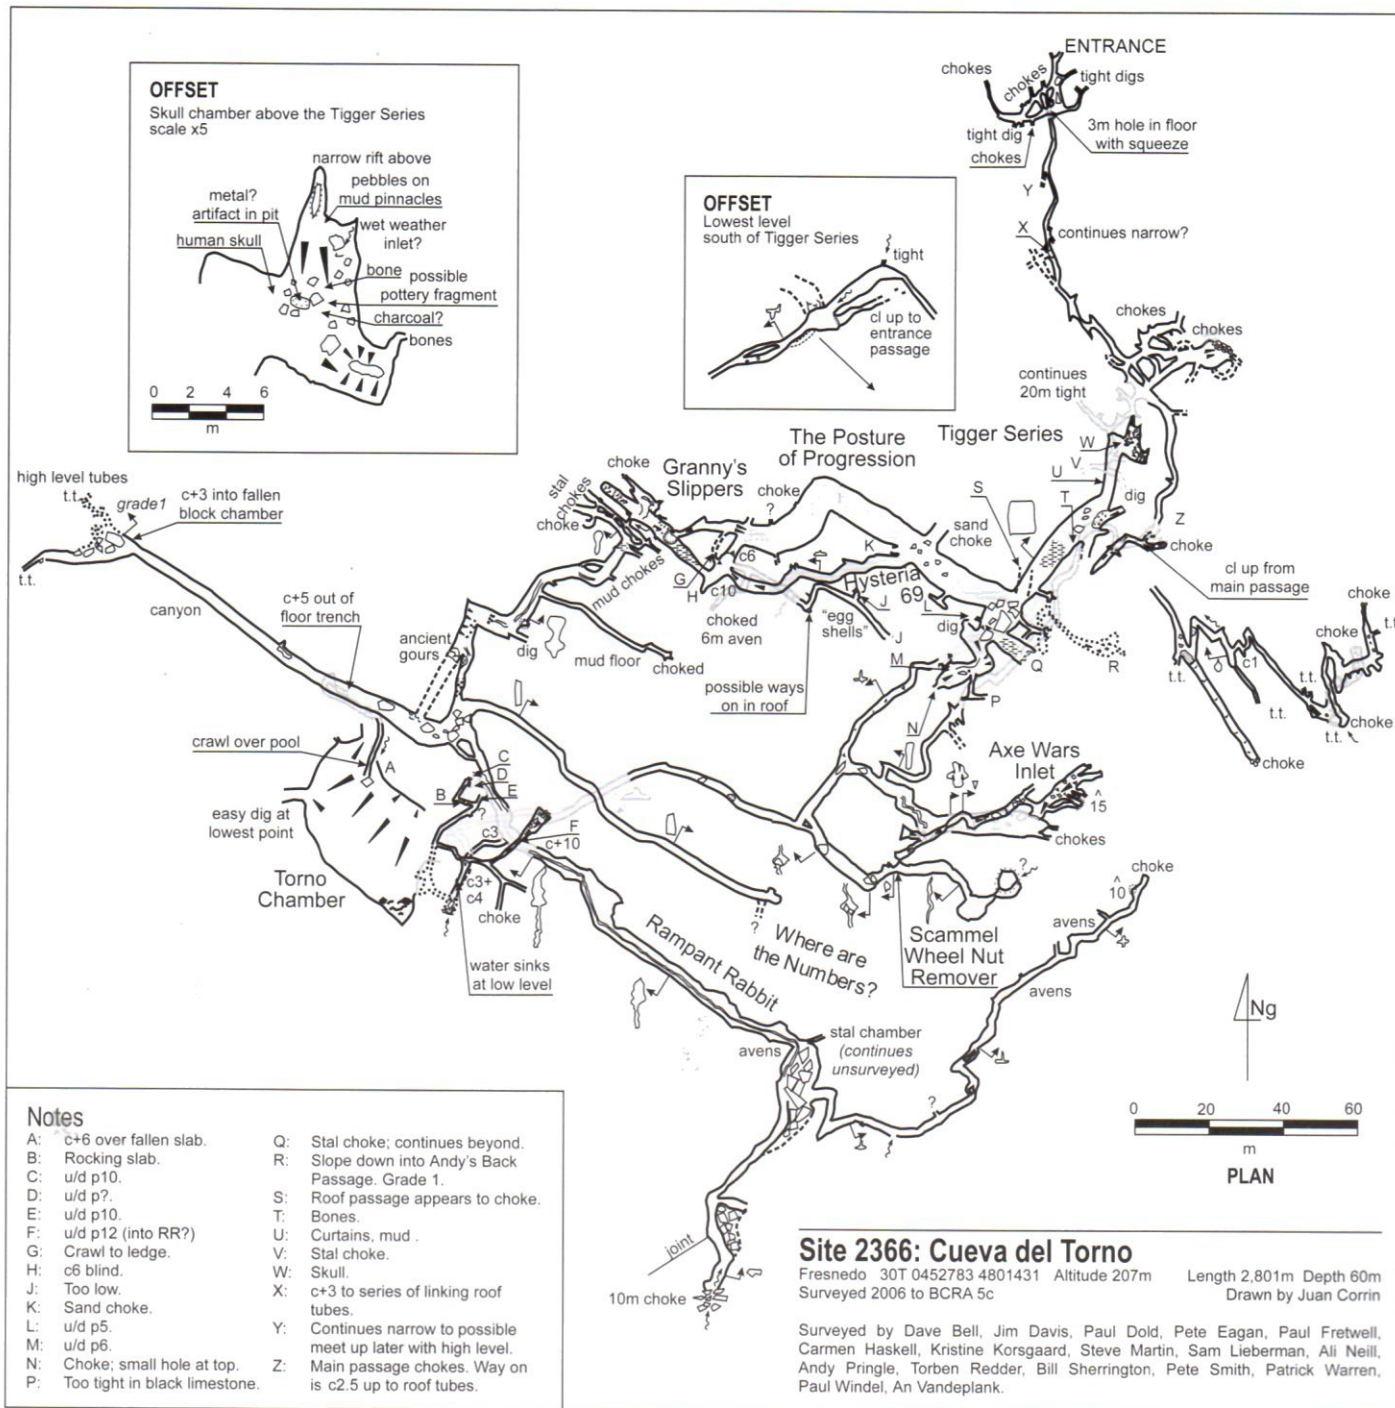 ENTRANCE
chokes
chokes
tight digs
tight dig
chokes
3m hole in floor
with squeeze
Y
X
continues narrow?
chokes
chokes
continues
20m tight
OFFSET
Skull chamber above the Tigger Series
scale x5
narrow rift above
pebbles on
mud pinnacles
metal?
artifact in pit
wet weather
inlet?
human skull
bone
possible
pottery fragment
charcoal?
bones
0 2 4 6
m
OFFSET
Lowest level
south of Tigger Series
tight
cl up to
entrance
passage
The Posture
of Progression
Tigger Series
W
V
U
T
dig
S
sand
choke
Z
choke
cl up from
main passage
high level tubes
t.t.
grade1
c+3 into fallen
block chamber
t.t.
canyon
c+5 out of
floor trench
choke
stal
chokes
choke
Granny's
Slippers
choke
?
c6
K
G
H
c10
Hysteria
69
mud chokes
choked
6m aven
"egg
shells"
J
J
L
dig
Q
R
ancient
gours
dig
mud floor
choked
possible ways
on in roof
M
N
P
choke
t.t.
choke
c1
t.t.
t.t.
t.t.
t.t.
choke
choke
crawl over pool
A
C
D
E
B
?
easy dig at
lowest point
c3
F
c+10
Torno
Chamber
c3+
c4
choke
water sinks
at low level
Axe Wars
Inlet
^
15
chokes
?
choke
^
10
avens
avens
Scammel
Wheel Nut
Remover
?
Where are
the Numbers?
Rampant Rabbit
stal chamber
(continues
unsurveyed)
avens
?
joint
10m choke
Ng
0 20 40 60
m
PLAN
Notes
A: c+6 over fallen slab.
B: Rocking slab.
C: u/d p10.
D: u/d p?.
E: u/d p10.
F: u/d p12 (into RR?)
G: Crawl to ledge.
H: c6 blind.
J: Too low.
K: Sand choke.
L: u/d p5.
M: u/d p6.
N: Choke; small hole at top.
P: Too tight in black limestone.
Q: Stal choke; continues beyond.
R: Slope down into Andy's Back
Passage. Grade 1.
S: Roof passage appears to choke.
T: Bones.
U: Curtains, mud .
V: Stal choke.
W: Skull.
X: c+3 to series of linking roof
tubes.
Y: Continues narrow to possible
meet up later with high level.
Z: Main passage chokes. Way on
is c2.5 up to roof tubes.
Site 2366: Cueva del Torno
Fresnedo 30T 0452783 4801431 Altitude 207m Length 2,801m Depth 60m
Surveyed 2006 to BCRA 5c Drawn by Juan Corrin
Surveyed by Dave Bell, Jim Davis, Paul Dold, Pete Eagan, Paul Fretwell,
Carmen Haskell, Kristine Korsgaard, Steve Martin, Sam Lieberman, Ali Neill,
Andy Pringle, Torben Redder, Bill Sherrington, Pete Smith, Patrick Warren,
Paul Windel, An Vandeplank.